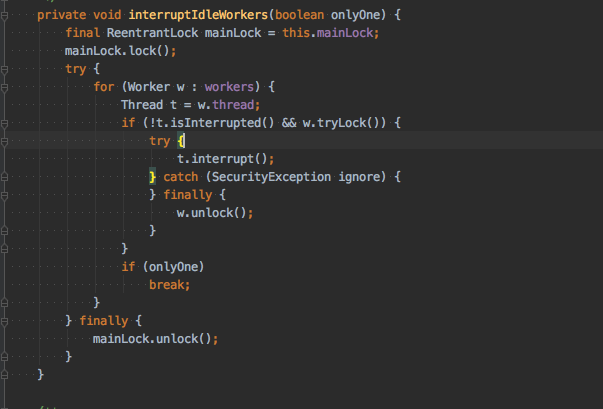 private void interruptIdleWorkers(boolean onlyOne) {
    final ReentrantLock mainLock = this.mainLock;
    mainLock.lock();
    try {
        for (Worker w : workers) {
            Thread t = w.thread;
            if (!t.isInterrupted() && w.tryLock()) {
                try {
                    t.interrupt();
                } catch (SecurityException ignore) {
                } finally {
                    w.unlock();
                }
            }
            if (onlyOne)
                break;
        }
    } finally {
        mainLock.unlock();
    }
}